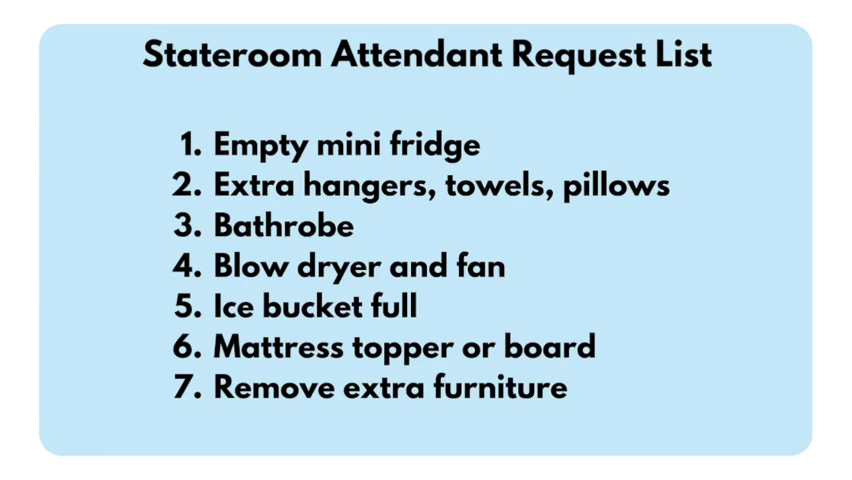 Stateroom Attendant Request List
1. Empty mini fridge
2. Extra hangers, towels, pillows
3. Bathrobe
4. Blow dryer and fan
5. Ice bucket full
6. Mattress topper or board
7. Remove extra furniture